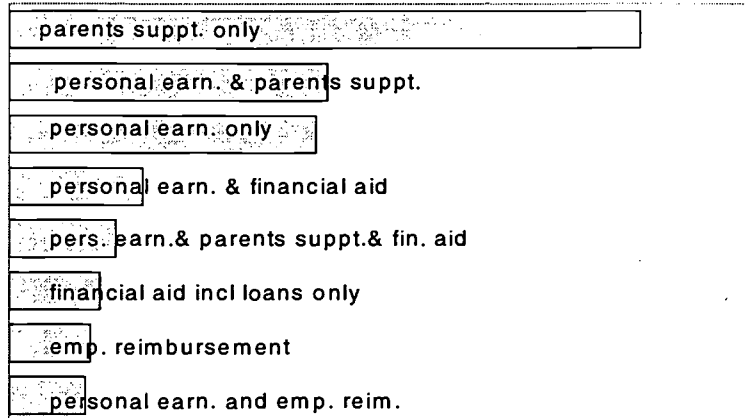 parents suppt. only
personal earn. & parents suppt.
personal earn. only
personal earn. & financial aid
pers. earn.& parents suppt.& fin. aid
financial aid incl loans only
emp. reimbursement
personal earn. and emp. reim.